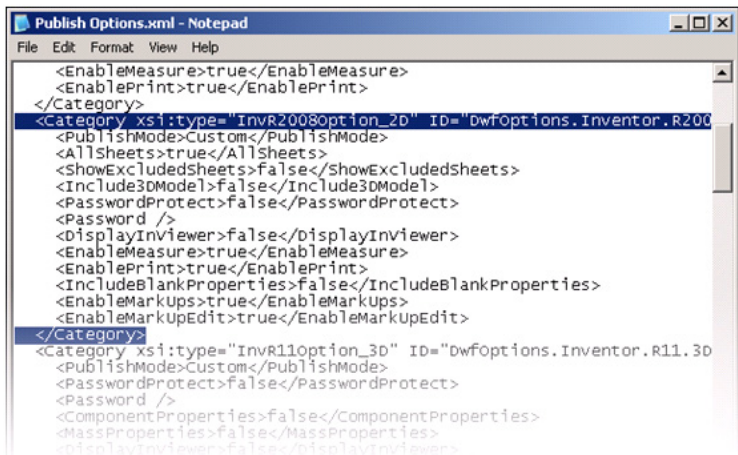 Publish Options.xml - Notepad
File Edit Format View Help
<EnableMeasure>true</EnableMeasure>
<EnablePrint>true</EnablePrint>
</Category>
<Category xsi:type="InvR2008Option_2D" ID="DwfOptions.Inventor.R200
<PublishMode>Custom</PublishMode>
<AllSheets>true</AllSheets>
<ShowExcludedSheets>false</ShowExcludedSheets>
<Include3DModel>false</Include3DModel>
<PasswordProtect>false</PasswordProtect>
<Password />
<DisplayInViewer>false</DisplayInViewer>
<EnableMeasure>true</EnableMeasure>
<EnablePrint>true</EnablePrint>
<IncludeBlankProperties>false</IncludeBlankProperties>
<EnableMarkUps>true</EnableMarkUps>
<EnableMarkUpEdit>true</EnableMarkUpEdit>
</Category>
<Category xsi:type="InvR11Option_3D" ID="DwfOptions.Inventor.R11.3D
<PublishMode>Custom</PublishMode>
<PasswordProtect>false</PasswordProtect>
<Password />
<ComponentProperties>false</ComponentProperties>
<MassProperties>false</MassProperties>
<DisplayInViewer>false</DisplayInViewer>